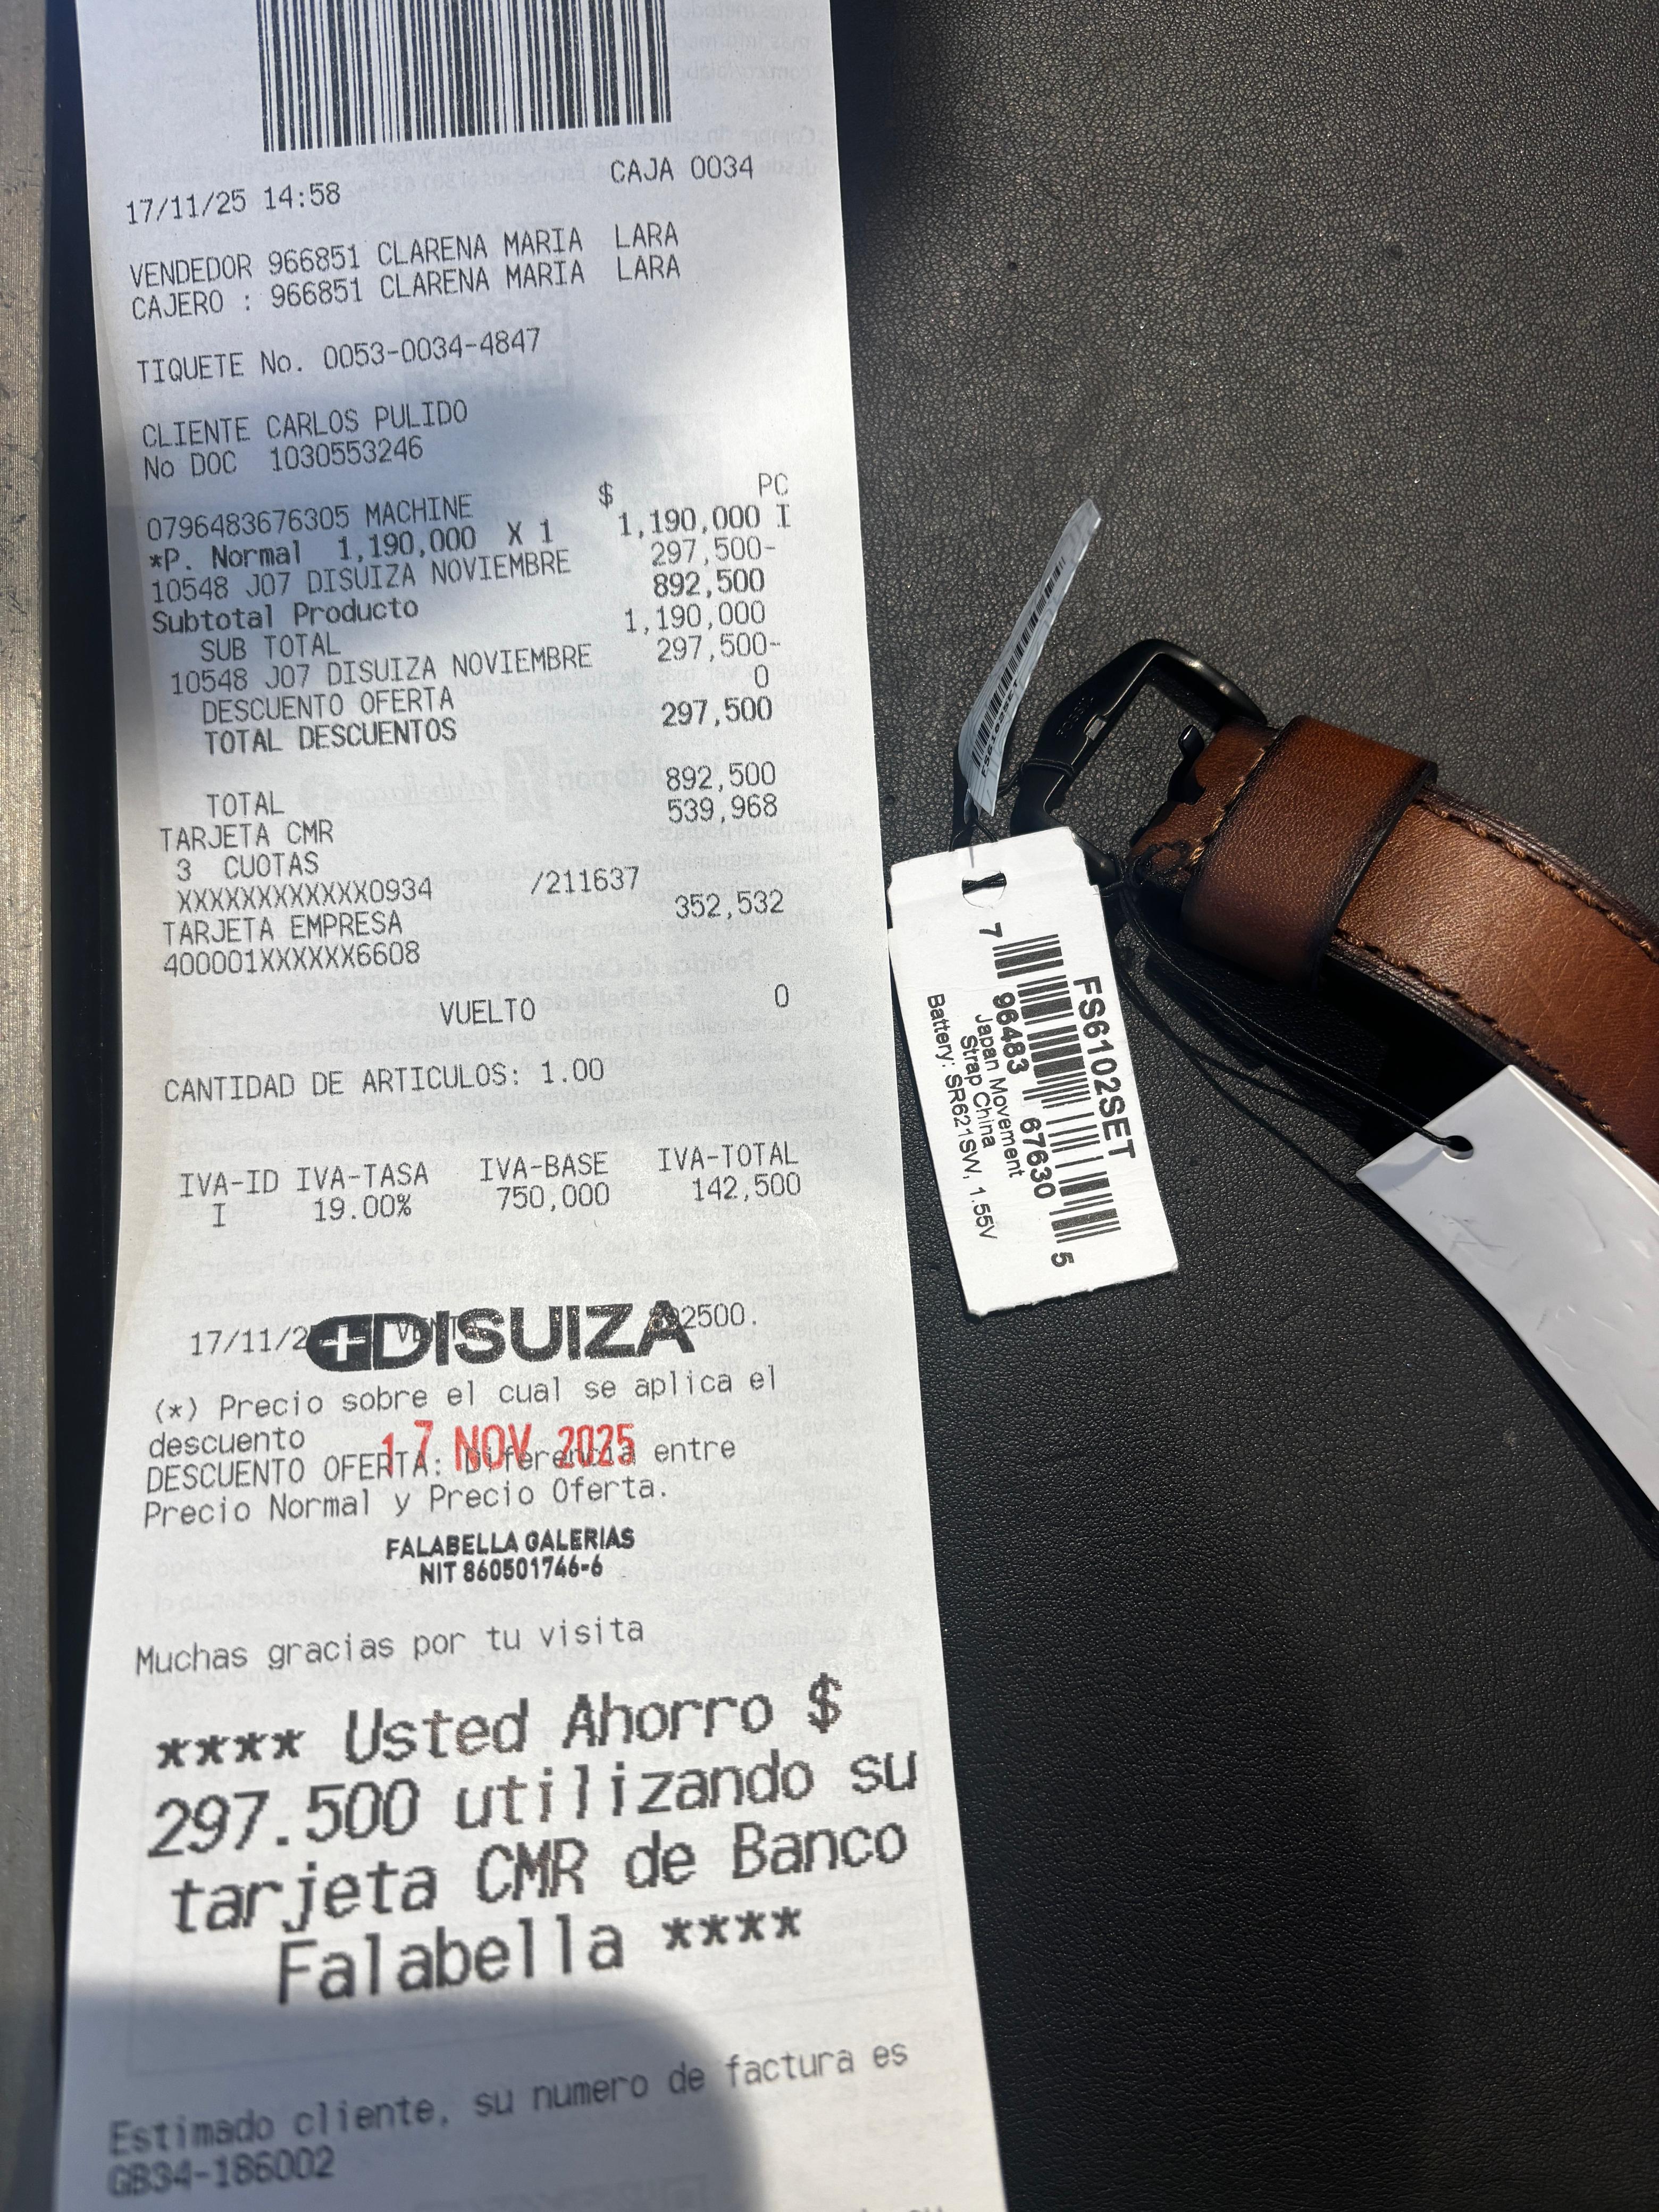 CAJA 0034
17/11/25 14:58
VENDEDOR 966851 CLARENA MARIA LARA
CAJERO : 966851 CLARENA MARIA LARA
TIQUETE No. 0053-0034-4847
CLIENTE CARLOS PULIDO
No DOC 1030553246
$ PC
0796483676305 MACHINE 1,190,000 I
*P. Normal 1,190,000 X 1
10548 J07 DISUIZA NOVIEMBRE 297,500-
Subtotal Producto 892,500
SUB TOTAL 1,190,000
10548 J07 DISUIZA NOVIEMBRE 297,500-
DESCUENTO OFERTA 0
TOTAL DESCUENTOS 297,500
TOTAL 892,500
TARJETA CMR 539,968
3 CUOTAS
XXXXXXXXXXXX0934 /211637
TARJETA EMPRESA 352,532
400001XXXXXX6608
VUELTO 0
CANTIDAD DE ARTICULOS: 1.00
IVA-ID IVA-TASA IVA-BASE IVA-TOTAL
I 19.00% 750,000 142,500
17/11/2 2500.
DISUIZA
(*) Precio sobre el cual se aplica el
descuento
17 NOV 2025
DESCUENTO OFERTA: Diferencia entre
Precio Normal y Precio Oferta.
FALABELLA GALERIAS
NIT 860501746-6
Muchas gracias por tu visita
**** Usted Ahorro $
297.500 utilizando su
tarjeta CMR de Banco
Falabella ****
Estimado cliente, su numero de factura es
GB34-186002
FS6102SET
7 96483 67630 5
Japan Movement
Strap China
Battery: SR621SW, 1.55V